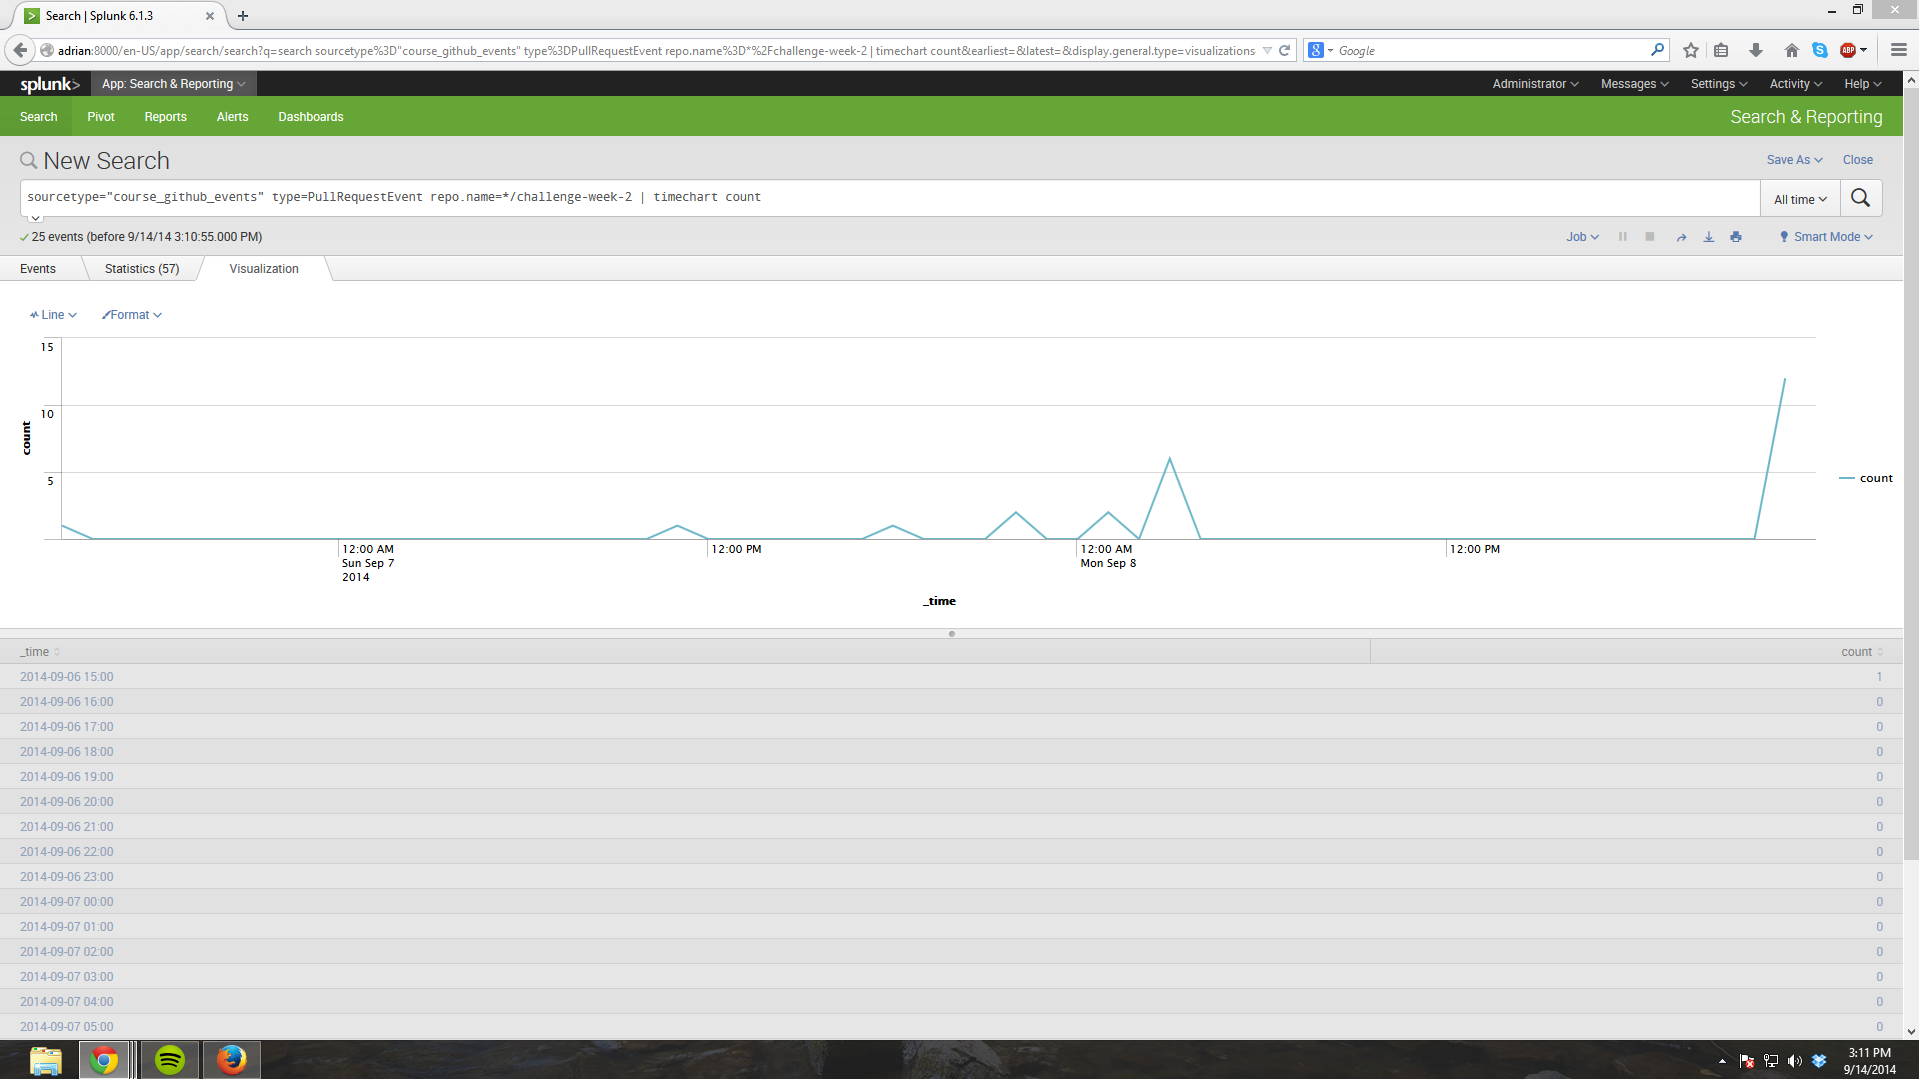 Search | Splunk 6.1.3
adrian:8000/en-US/app/search/search?q=search sourcetype%3D"course_github_events" type%3DPullRequestEvent repo.name%3D*%2Fchallenge-week-2 | timechart count&earliest=&latest=&display.general.type=visualizations
Google
splunk> App: Search & Reporting Administrator Messages Settings Activity Help
Search Pivot Reports Alerts Dashboards Search & Reporting
New Search Save As Close
sourcetype="course_github_events" type=PullRequestEvent repo.name=*/challenge-week-2 | timechart count All time
25 events (before 9/14/14 3:10:55.000 PM) Job Smart Mode
Events Statistics (57) Visualization
Line Format
15
10
5
count
count
12:00 AM
Sun Sep 7
2014
12:00 PM
12:00 AM
Mon Sep 8
12:00 PM
_time
_time count
2014-09-06 15:00 1
2014-09-06 16:00 0
2014-09-06 17:00 0
2014-09-06 18:00 0
2014-09-06 19:00 0
2014-09-06 20:00 0
2014-09-06 21:00 0
2014-09-06 22:00 0
2014-09-06 23:00 0
2014-09-07 00:00 0
2014-09-07 01:00 0
2014-09-07 02:00 0
2014-09-07 03:00 0
2014-09-07 04:00 0
2014-09-07 05:00 0
3:11 PM
9/14/2014